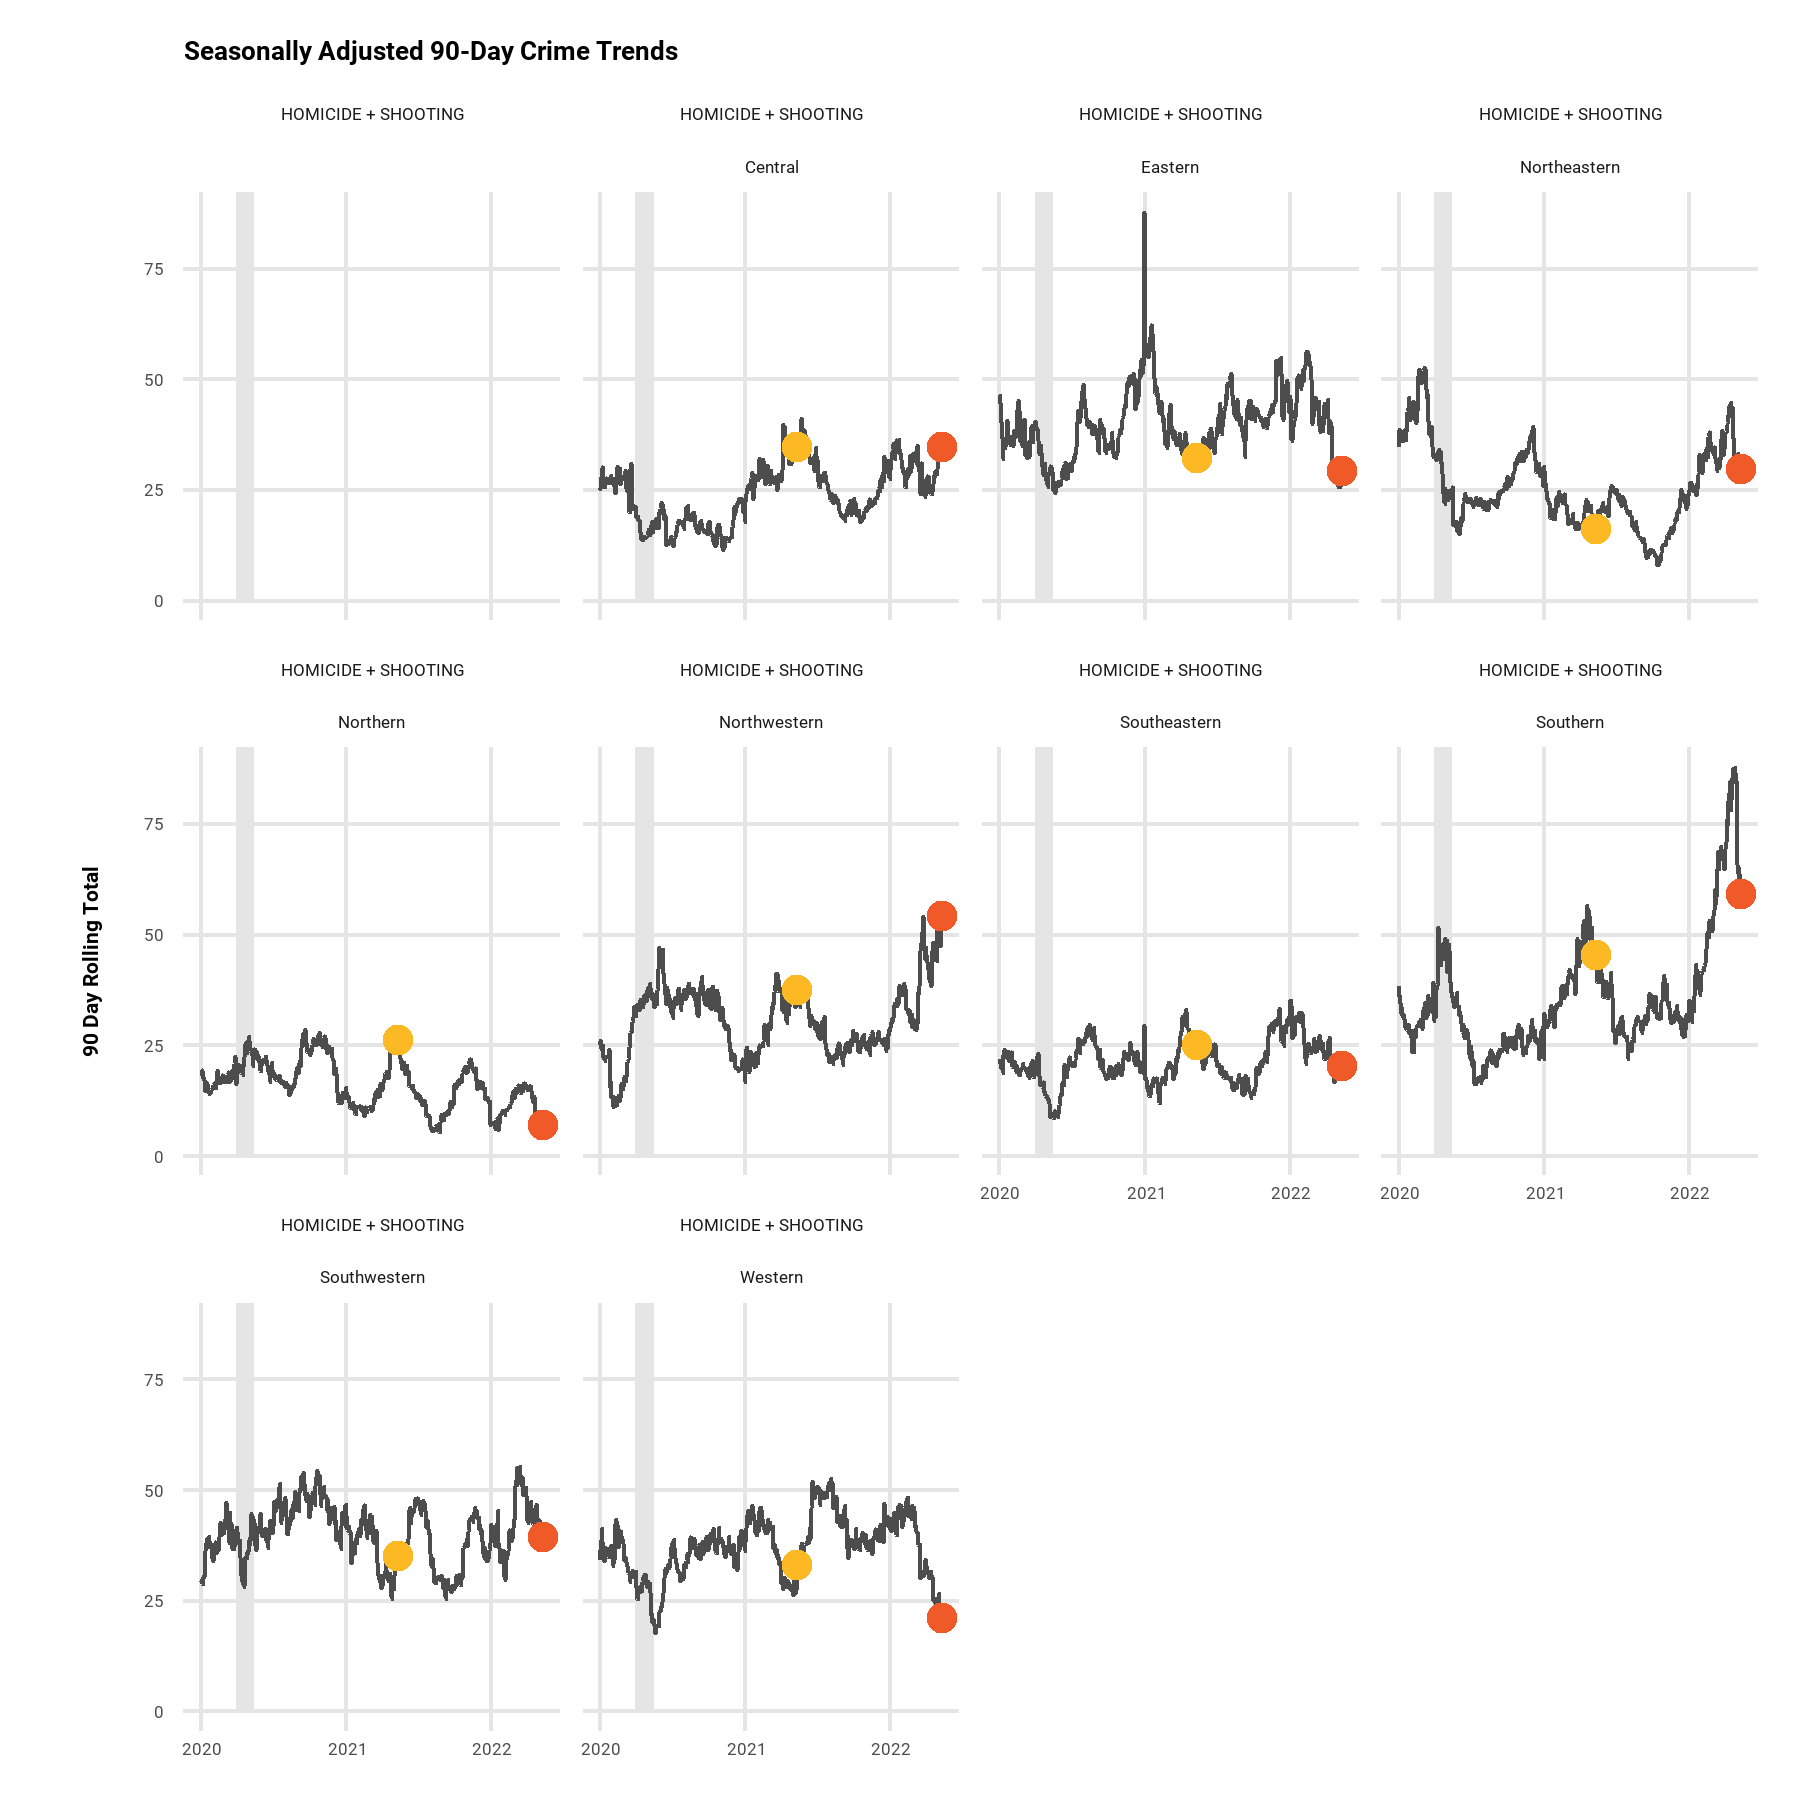 Seasonally Adjusted 90-Day Crime Trends
HOMICIDE + SHOOTING HOMICIDE + SHOOTING HOMICIDE + SHOOTING HOMICIDE + SHOOTING
Central Eastern Northeastern
75
50
25
0
HOMICIDE + SHOOTING HOMICIDE + SHOOTING HOMICIDE + SHOOTING HOMICIDE + SHOOTING
Northern Northwestern Southeastern Southern
90 Day Rolling Total
75
50
25
0
2020 2021 2022 2020 2021 2022
HOMICIDE + SHOOTING HOMICIDE + SHOOTING
Southwestern Western
75
50
25
0
2020 2021 2022 2020 2021 2022